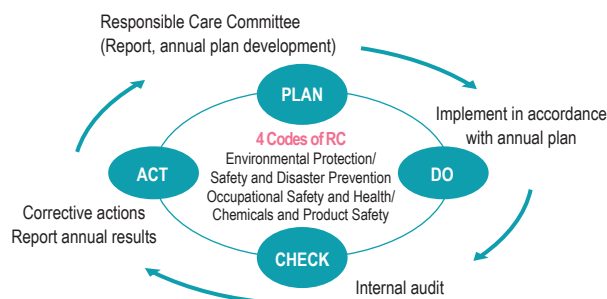 Responsible Care Committee
(Report, annual plan development)
PLAN
Implement in accordance
with annual plan
4 Codes of RC
Environmental Protection/
Safety and Disaster Prevention
Occupational Safety and Health/
Chemicals and Product Safety
ACT
DO
Corrective actions
Report annual results
CHECK
Internal audit